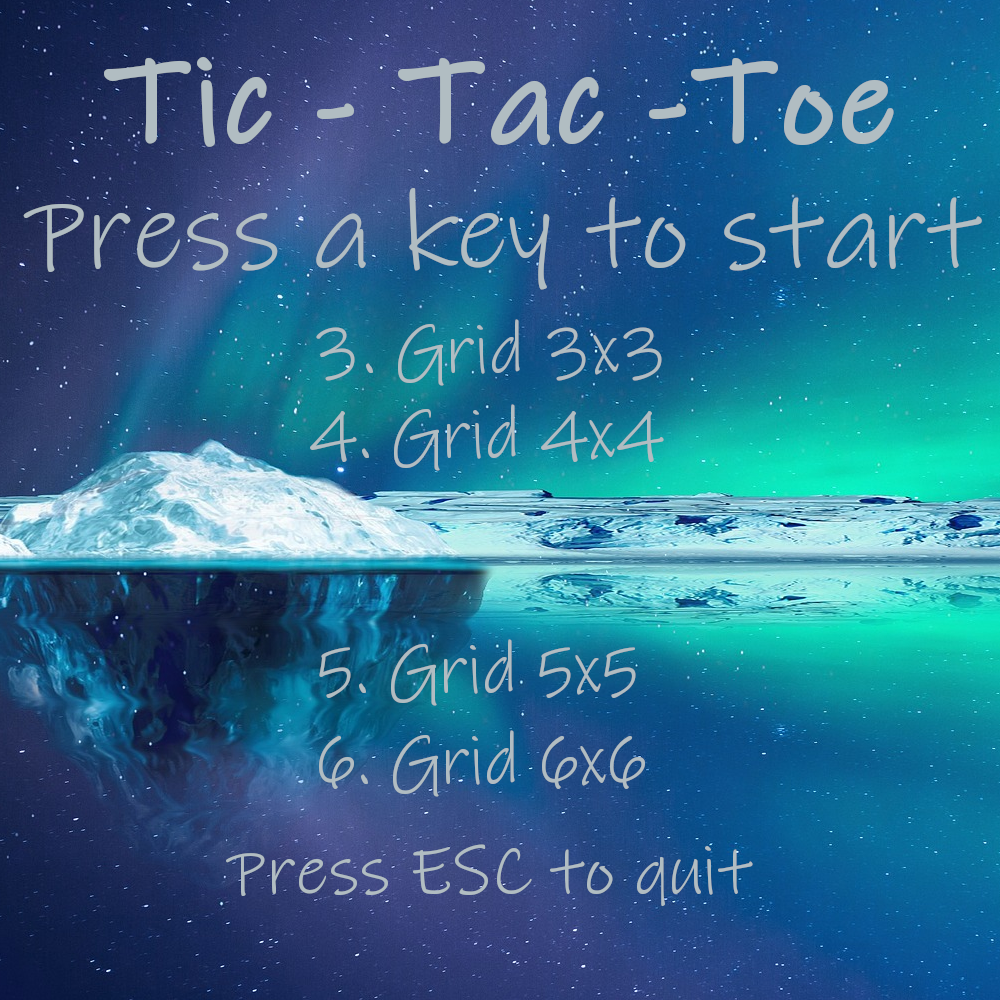 Tic - Tac -Toe
Press a key to start
3. Grid 3x3
4. Grid 4x4
5. Grid 5x5
6. Grid 6x6
Press ESC to quit